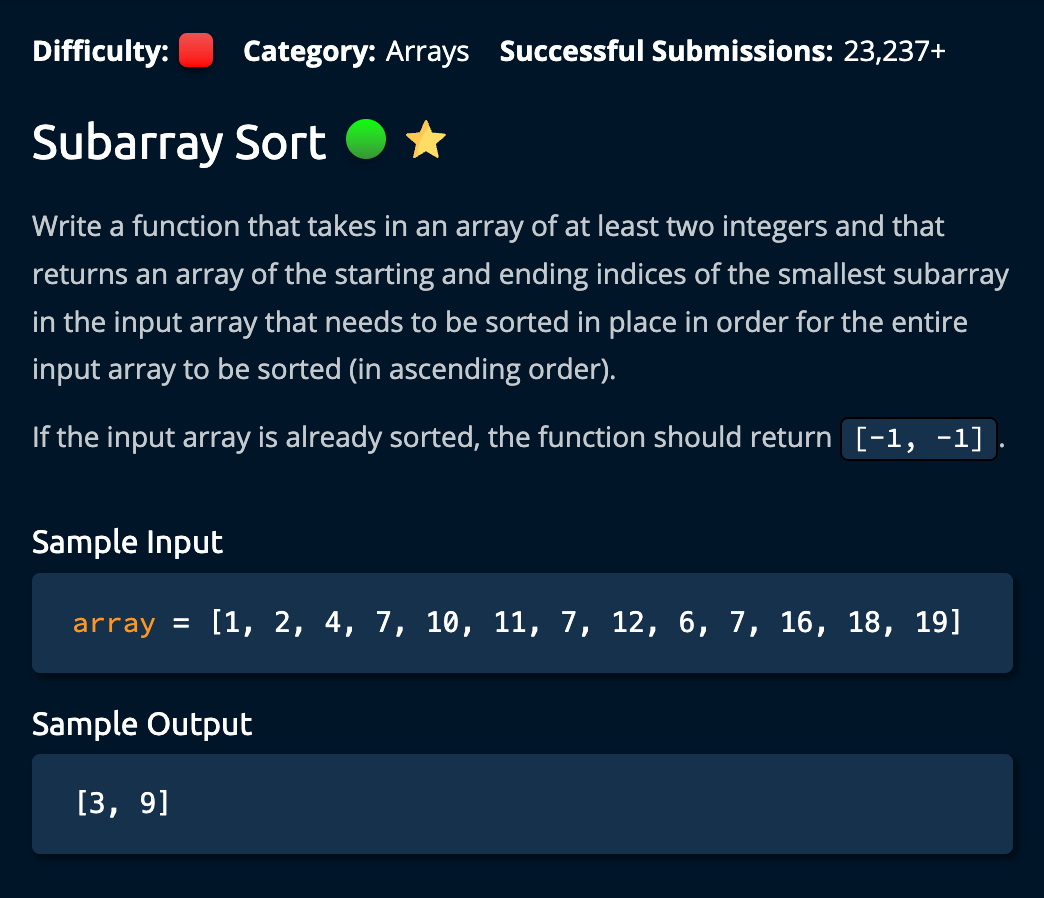 Difficulty: Category: Arrays Successful Submissions: 23,237+
Subarray Sort
Write a function that takes in an array of at least two integers and that
returns an array of the starting and ending indices of the smallest subarray
in the input array that needs to be sorted in place in order for the entire
input array to be sorted (in ascending order).
If the input array is already sorted, the function should return [-1, -1].
Sample Input
array = [1, 2, 4, 7, 10, 11, 7, 12, 6, 7, 16, 18, 19]
Sample Output
[3, 9]